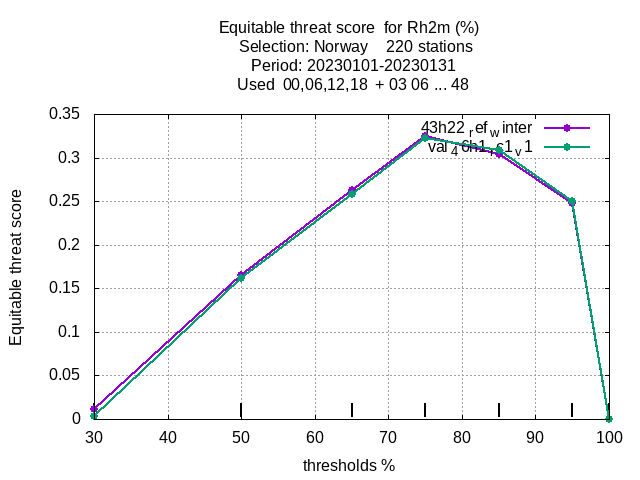 Equitable threat score for Rh2m (%)
Selection: Norway 220 stations
Period: 20230101-20230131
Used 00,06,12,18 + 03 06 ... 48
43h22ᵣef_winter
val₄6h1ᵣc1ᵥ1
0.35
0.3
0.25
0.2
0.15
0.1
0.05
0
Equitable threat score
30 40 50 60 70 80 90 100
thresholds %